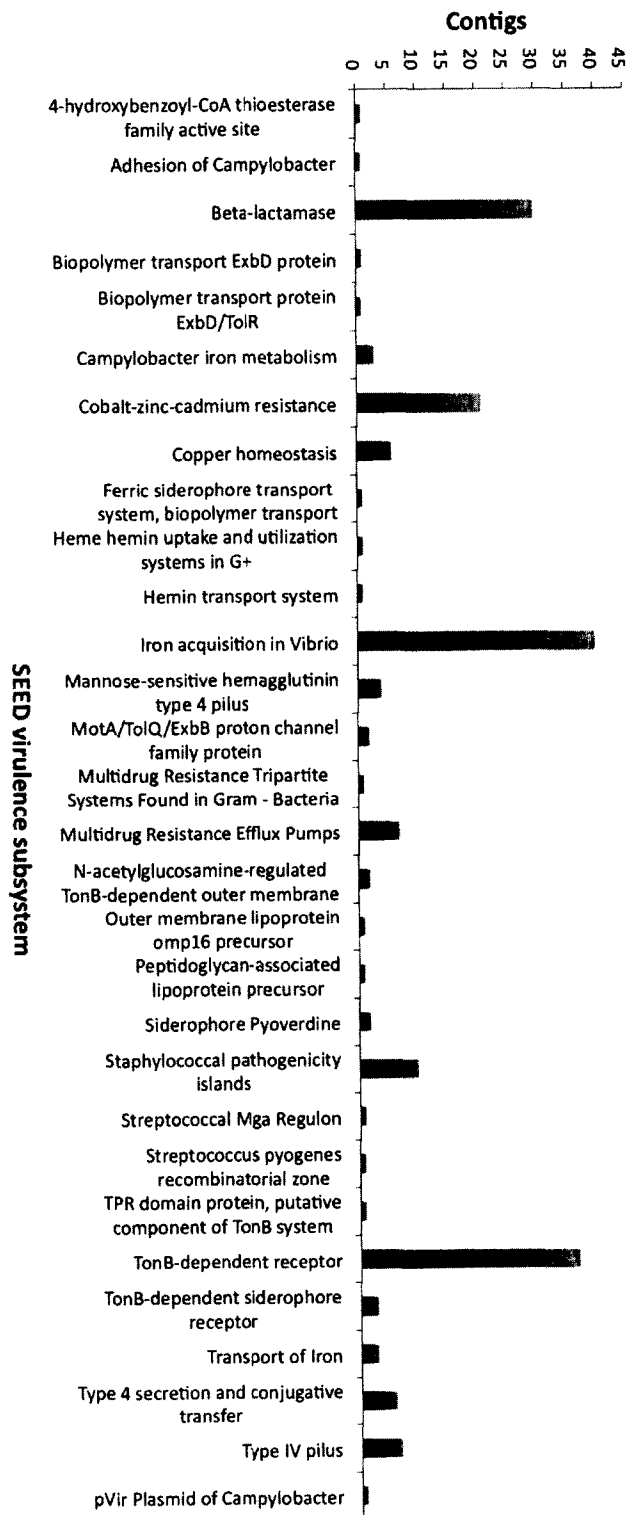 Contigs
0 5 10 15 20 25 30 35 40 45
4-hydroxybenzoyl-CoA thioesterase
family active site
Adhesion of Campylobacter
Beta-lactamase
Biopolymer transport ExbD protein
Biopolymer transport protein
ExbD/TolR
Campylobacter iron metabolism
Cobalt-zinc-cadmium resistance
Copper homeostasis
Ferric siderophore transport
system, biopolymer transport
Heme hemin uptake and utilization
systems in G+
Hemin transport system
Iron acquisition in Vibrio
Mannose-sensitive hemagglutinin
type 4 pilus
MotA/TolQ/ExbB proton channel
family protein
Multidrug Resistance Tripartite
Systems Found in Gram - Bacteria
Multidrug Resistance Efflux Pumps
N-acetylglucosamine-regulated
TonB-dependent outer membrane
Outer membrane lipoprotein
omp16 precursor
Peptidoglycan-associated
lipoprotein precursor
Siderophore Pyoverdine
Staphylococcal pathogenicity
islands
Streptococcal Mga Regulon
Streptococcus pyogenes
recombinatorial zone
TPR domain protein, putative
component of TonB system
TonB-dependent receptor
TonB-dependent siderophore
receptor
Transport of Iron
Type 4 secretion and conjugative
transfer
Type IV pilus
pVir Plasmid of Campylobacter
SEED virulence subsystem